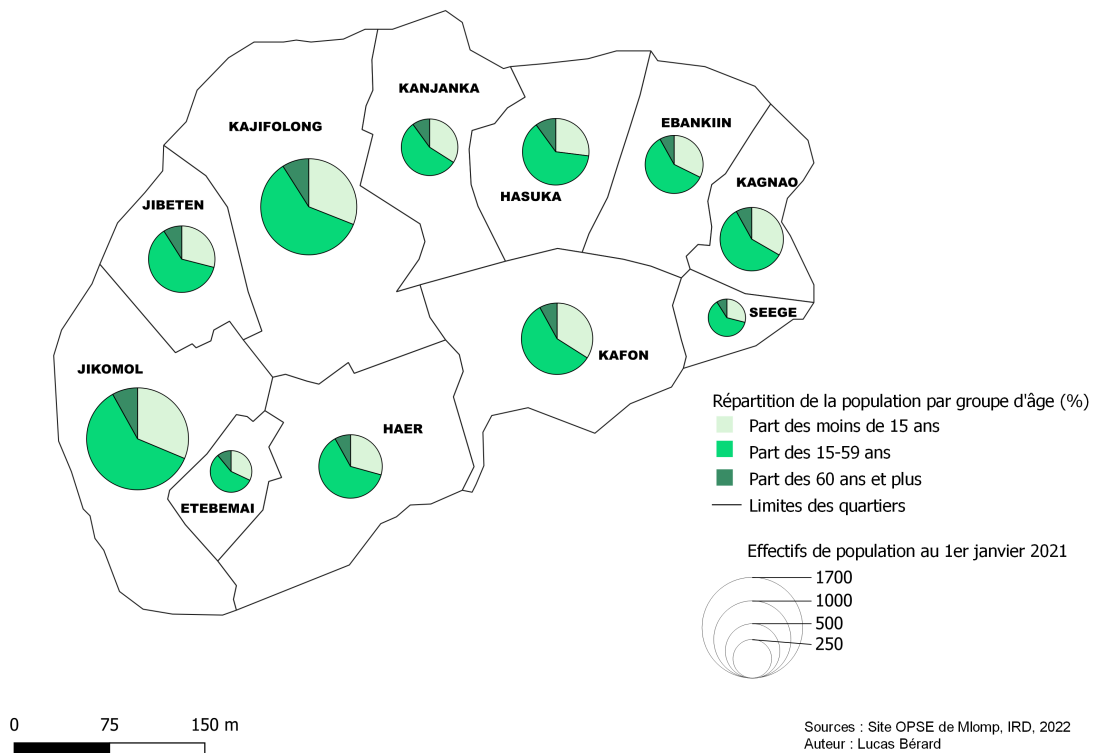 KANJANKA
KAJIFOLONG
EBANKIIN
KAGNAO
HASUKA
JIBETEN
SEEGE
KAFON
JIKOMOL
HAER
ETEBEMAI
Répartition de la population par groupe d'âge (%)
Part des moins de 15 ans
Part des 15-59 ans
Part des 60 ans et plus
Limites des quartiers
Effectifs de population au 1er janvier 2021
1700
1000
500
250
0 75 150 m
Sources : Site OPSE de Mlomp, IRD, 2022
Auteur : Lucas Bérard